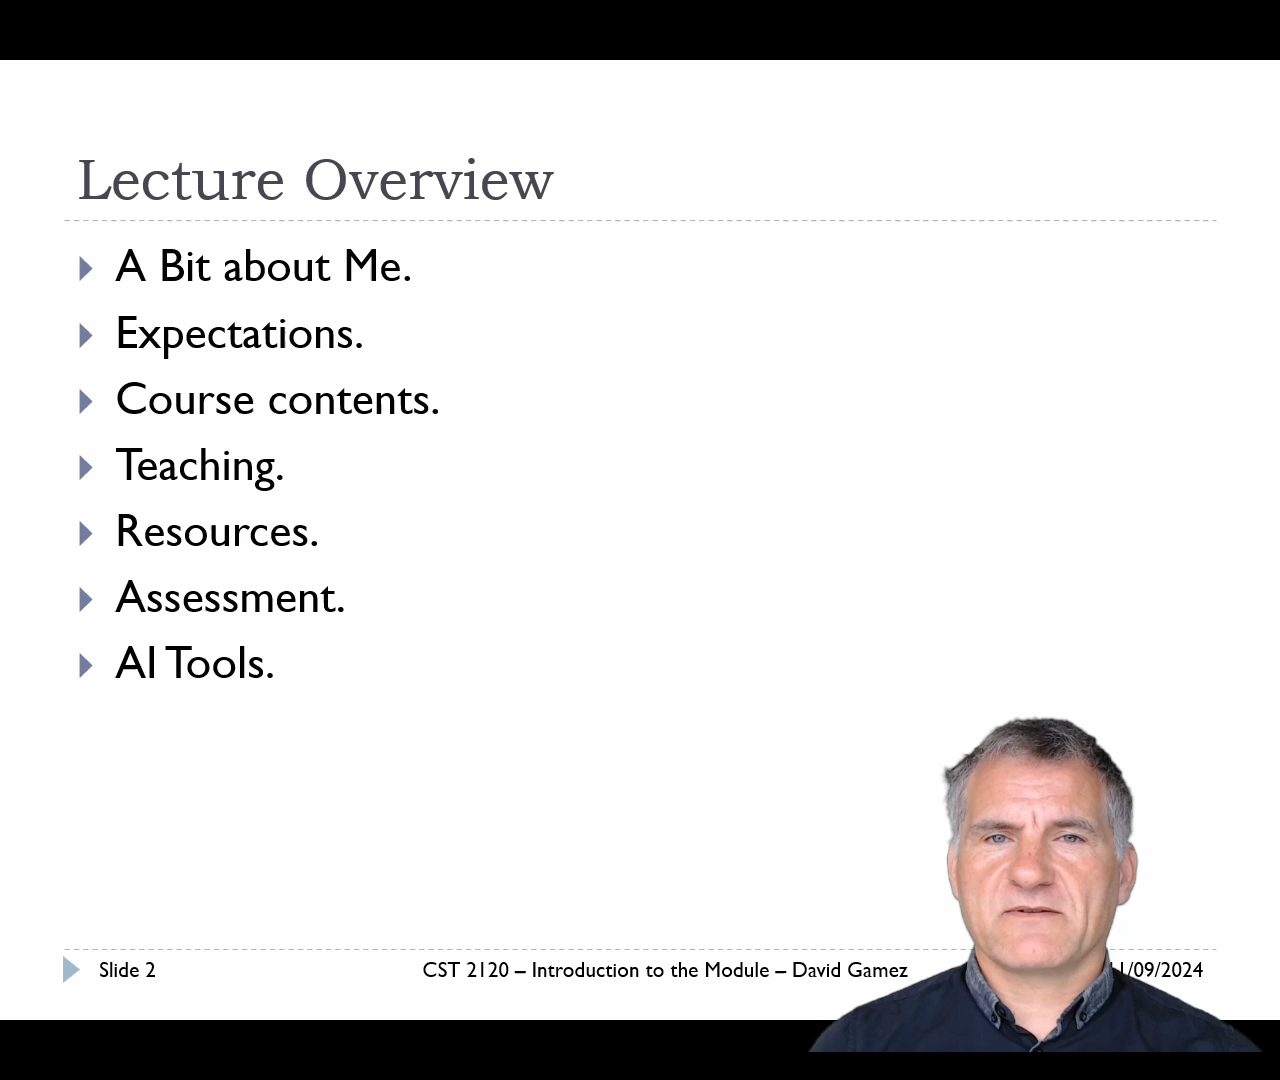 Lecture Overview
A Bit about Me.
Expectations.
Course contents.
Teaching.
Resources.
Assessment.
AI Tools.
Slide 2
CST 2120 – Introduction to the Module – David Gamez
1/09/2024